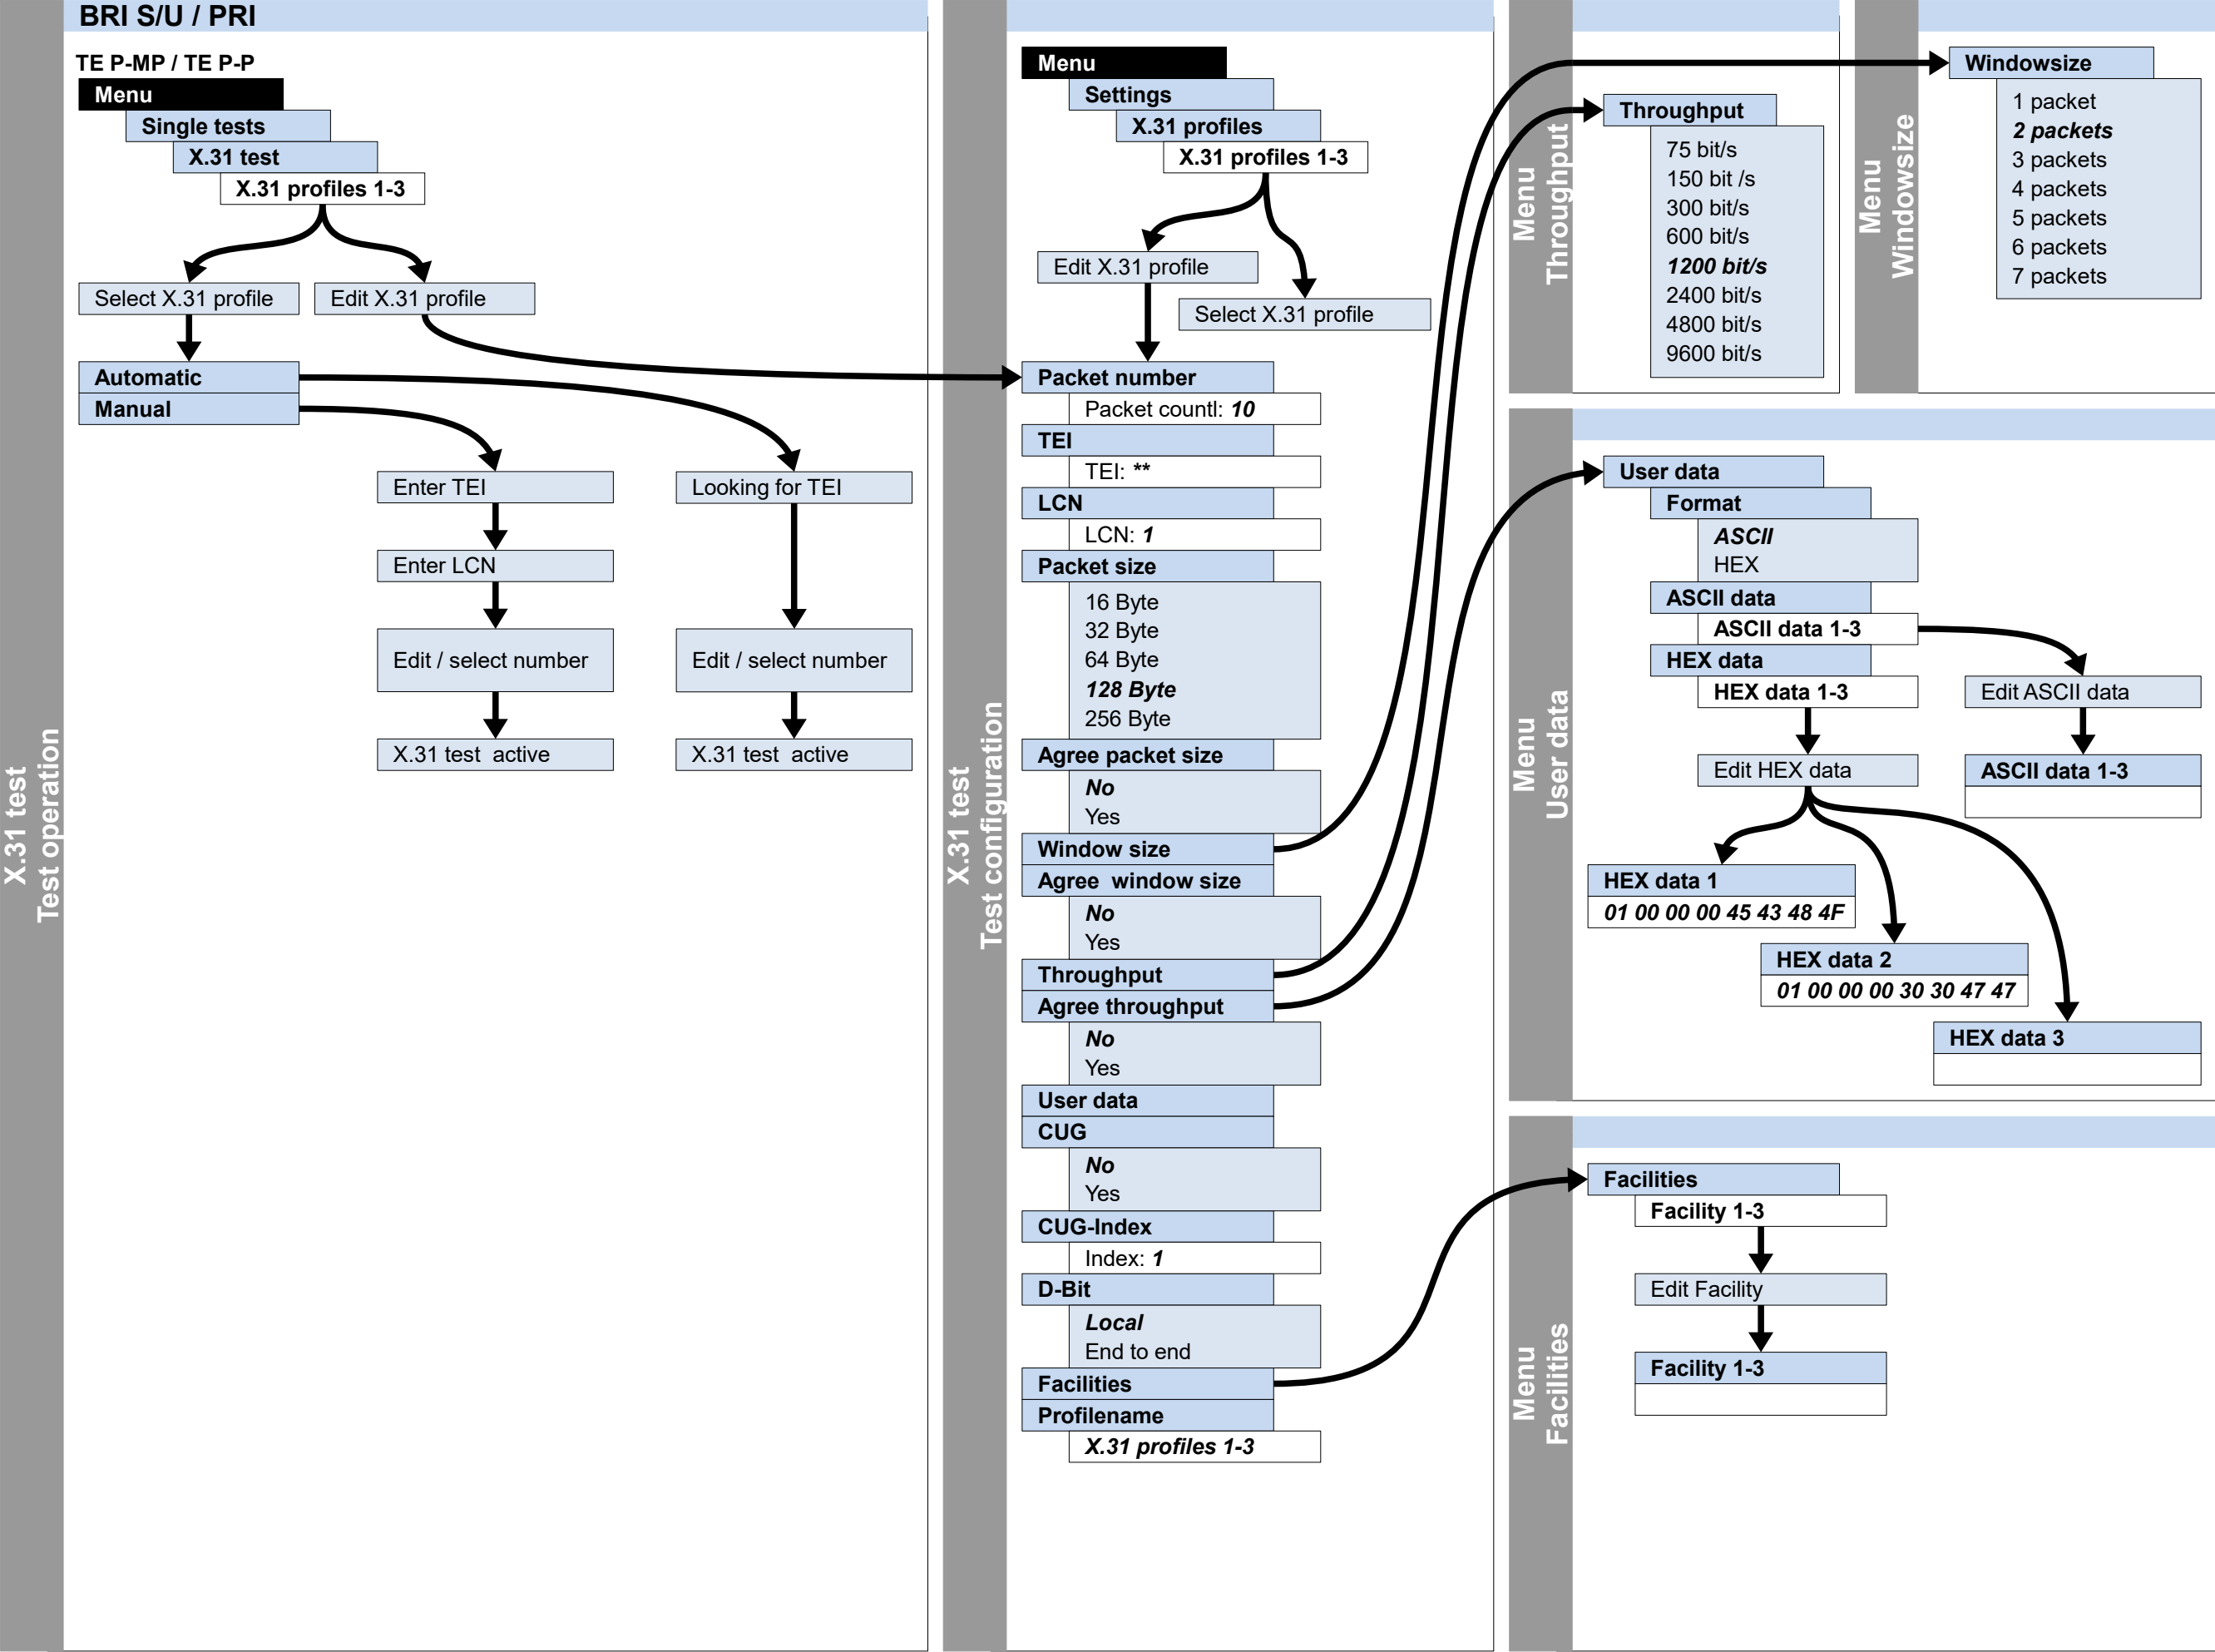 BRI S/U / PRI
X.31 test
Test operation
TE P-MP / TE P-P
Menu
Single tests
X.31 test
X.31 profiles 1-3
Select X.31 profile
Edit X.31 profile
Automatic
Manual
Enter TEI
Looking for TEI
Enter LCN
Edit / select number
Edit / select number
X.31 test active
X.31 test active
X.31 test
Test configuration
Menu
Settings
X.31 profiles
X.31 profiles 1-3
Edit X.31 profile
Select X.31 profile
Packet number
Packet countl: 10
TEI
TEI: **
LCN
LCN: 1
Packet size
16 Byte
32 Byte
64 Byte
128 Byte
256 Byte
Agree packet size
No
Yes
Window size
Agree window size
No
Yes
Throughput
Agree throughput
No
Yes
User data
CUG
No
Yes
CUG-Index
Index: 1
D-Bit
Local
End to end
Facilities
Profilename
X.31 profiles 1-3
Menu
Throughput
Throughput
75 bit/s
150 bit /s
300 bit/s
600 bit/s
1200 bit/s
2400 bit/s
4800 bit/s
9600 bit/s
Menu
Windowsize
Windowsize
1 packet
2 packets
3 packets
4 packets
5 packets
6 packets
7 packets
Menu
User data
User data
Format
ASCII
HEX
ASCII data
ASCII data 1-3
HEX data
HEX data 1-3
Edit ASCII data
Edit HEX data
ASCII data 1-3
HEX data 1
01 00 00 00 45 43 48 4F
HEX data 2
01 00 00 00 30 30 47 47
HEX data 3
Menu
Facilities
Facilities
Facility 1-3
Edit Facility
Facility 1-3